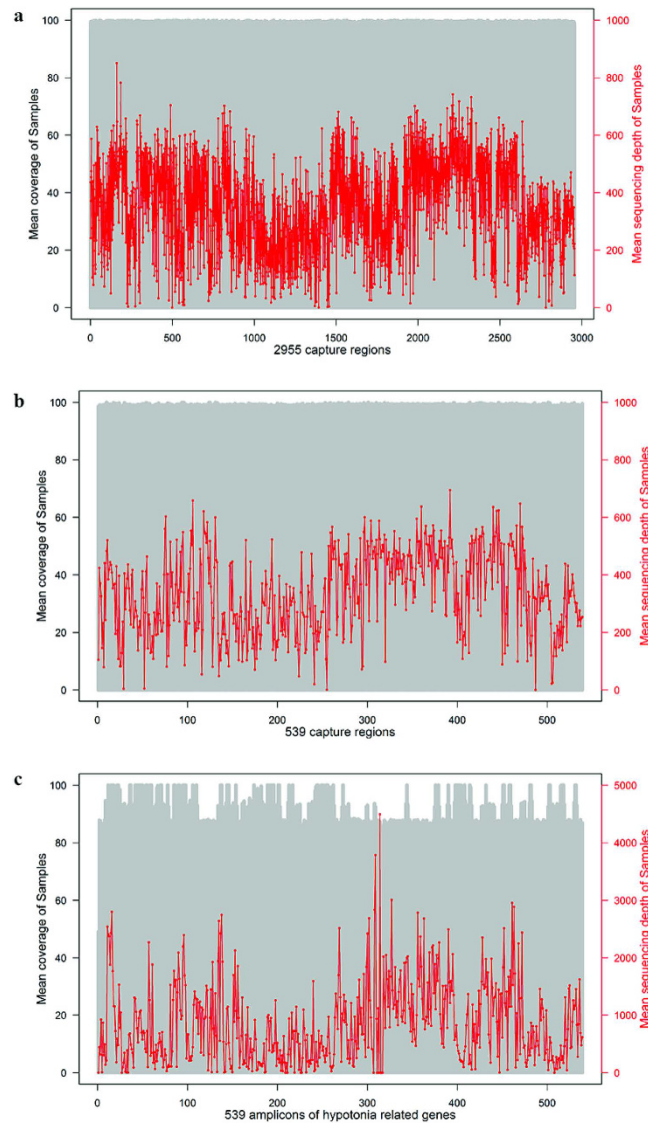 a
Mean coverage of Samples
100
80
60
40
20
0
1000
800
600
400
200
0
Mean sequencing depth of Samples
0 500 1000 1500 2000 2500 3000
2955 capture regions
b
Mean coverage of Samples
100
80
60
40
20
0
1000
800
600
400
200
0
Mean sequencing depth of Samples
0 100 200 300 400 500
539 capture regions
c
Mean coverage of Samples
100
80
60
40
20
0
5000
4000
3000
2000
1000
0
Mean sequencing depth of Samples
0 100 200 300 400 500
539 amplicons of hypotonia related genes